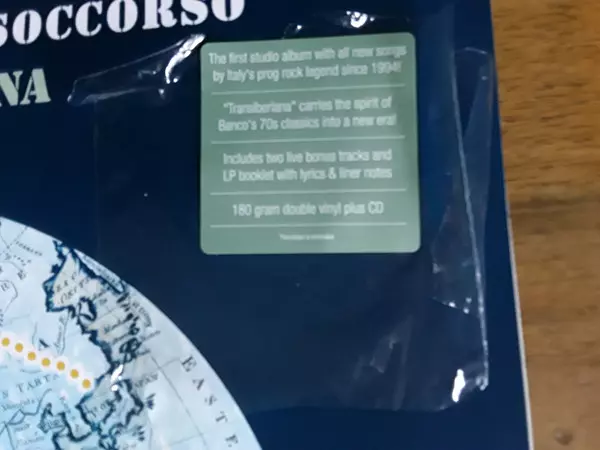 SOCCORSO
NA
The first studio album with all new songs
by Italy's prog rock legend since 1994!
"Transiberiana" carries the spirit of
Banco's 70s classics into a new era!
Includes two live bonus tracks and
LP booklet with lyrics & liner notes
180 gram double vinyl plus CD
N TART
EASTE